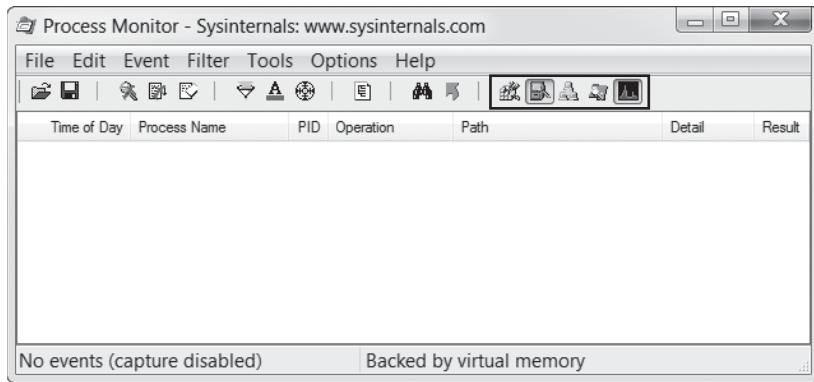 Process Monitor - Sysinternals: www.sysinternals.com
File Edit Event Filter Tools Options Help
Time of Day Process Name PID Operation Path Detail Result
No events (capture disabled) Backed by virtual memory